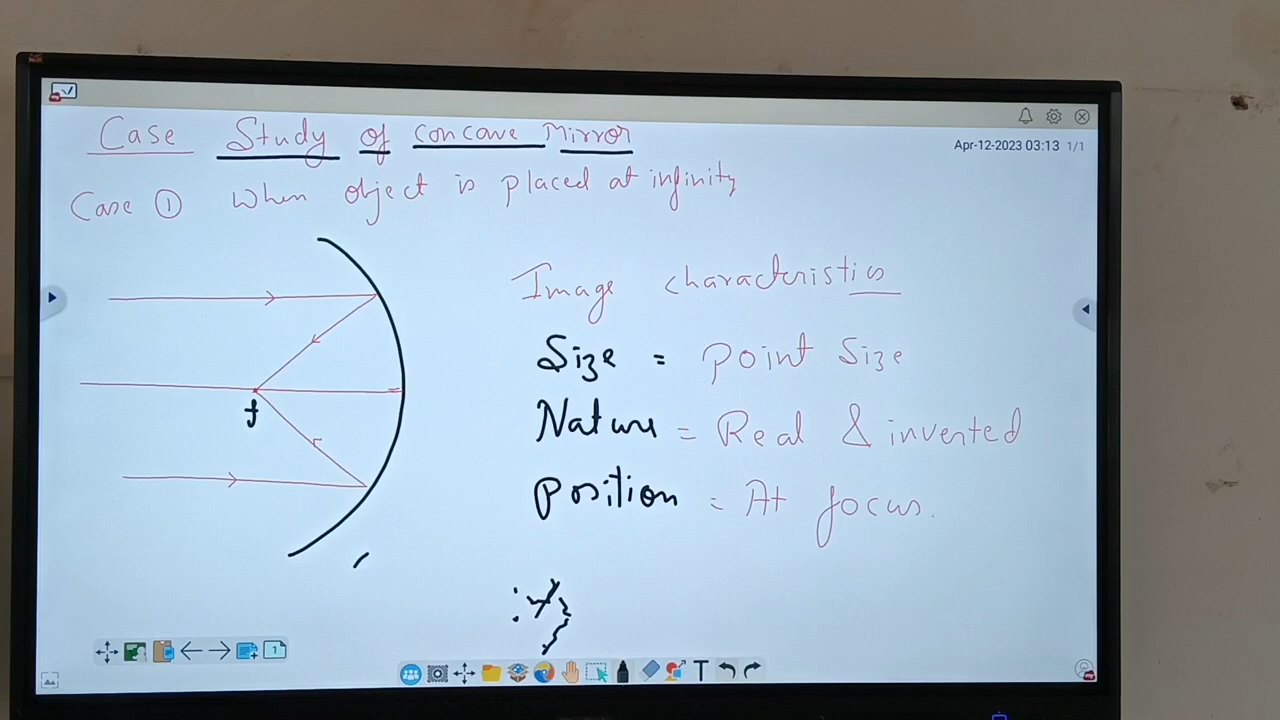 Apr-12-2023 03:13 1/1
Case Study of Concave Mirror
Case ① When object is placed at infinity
Image characteristics
Size = Point Size
Nature = Real & inverted
Position = At focus.
f
1
T